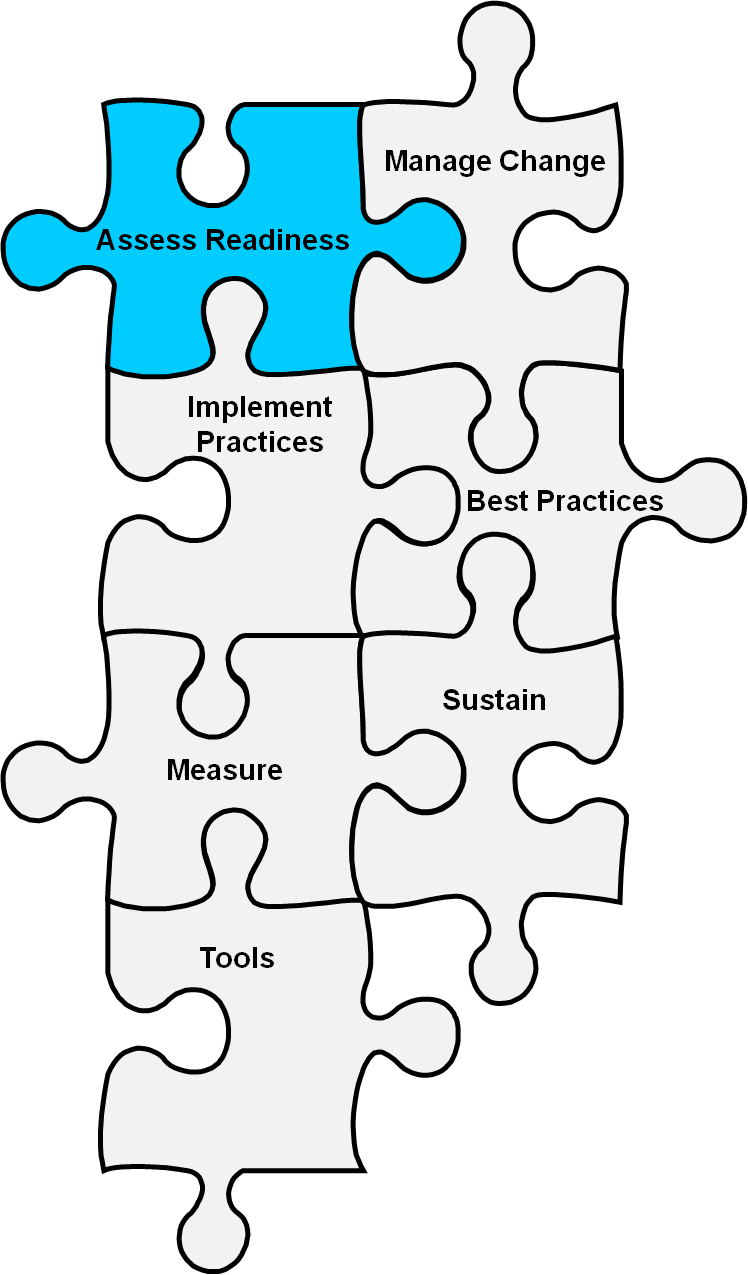 Manage Change
Assess Readiness
Implement
Practices
Best Practices
Sustain
Measure
Tools